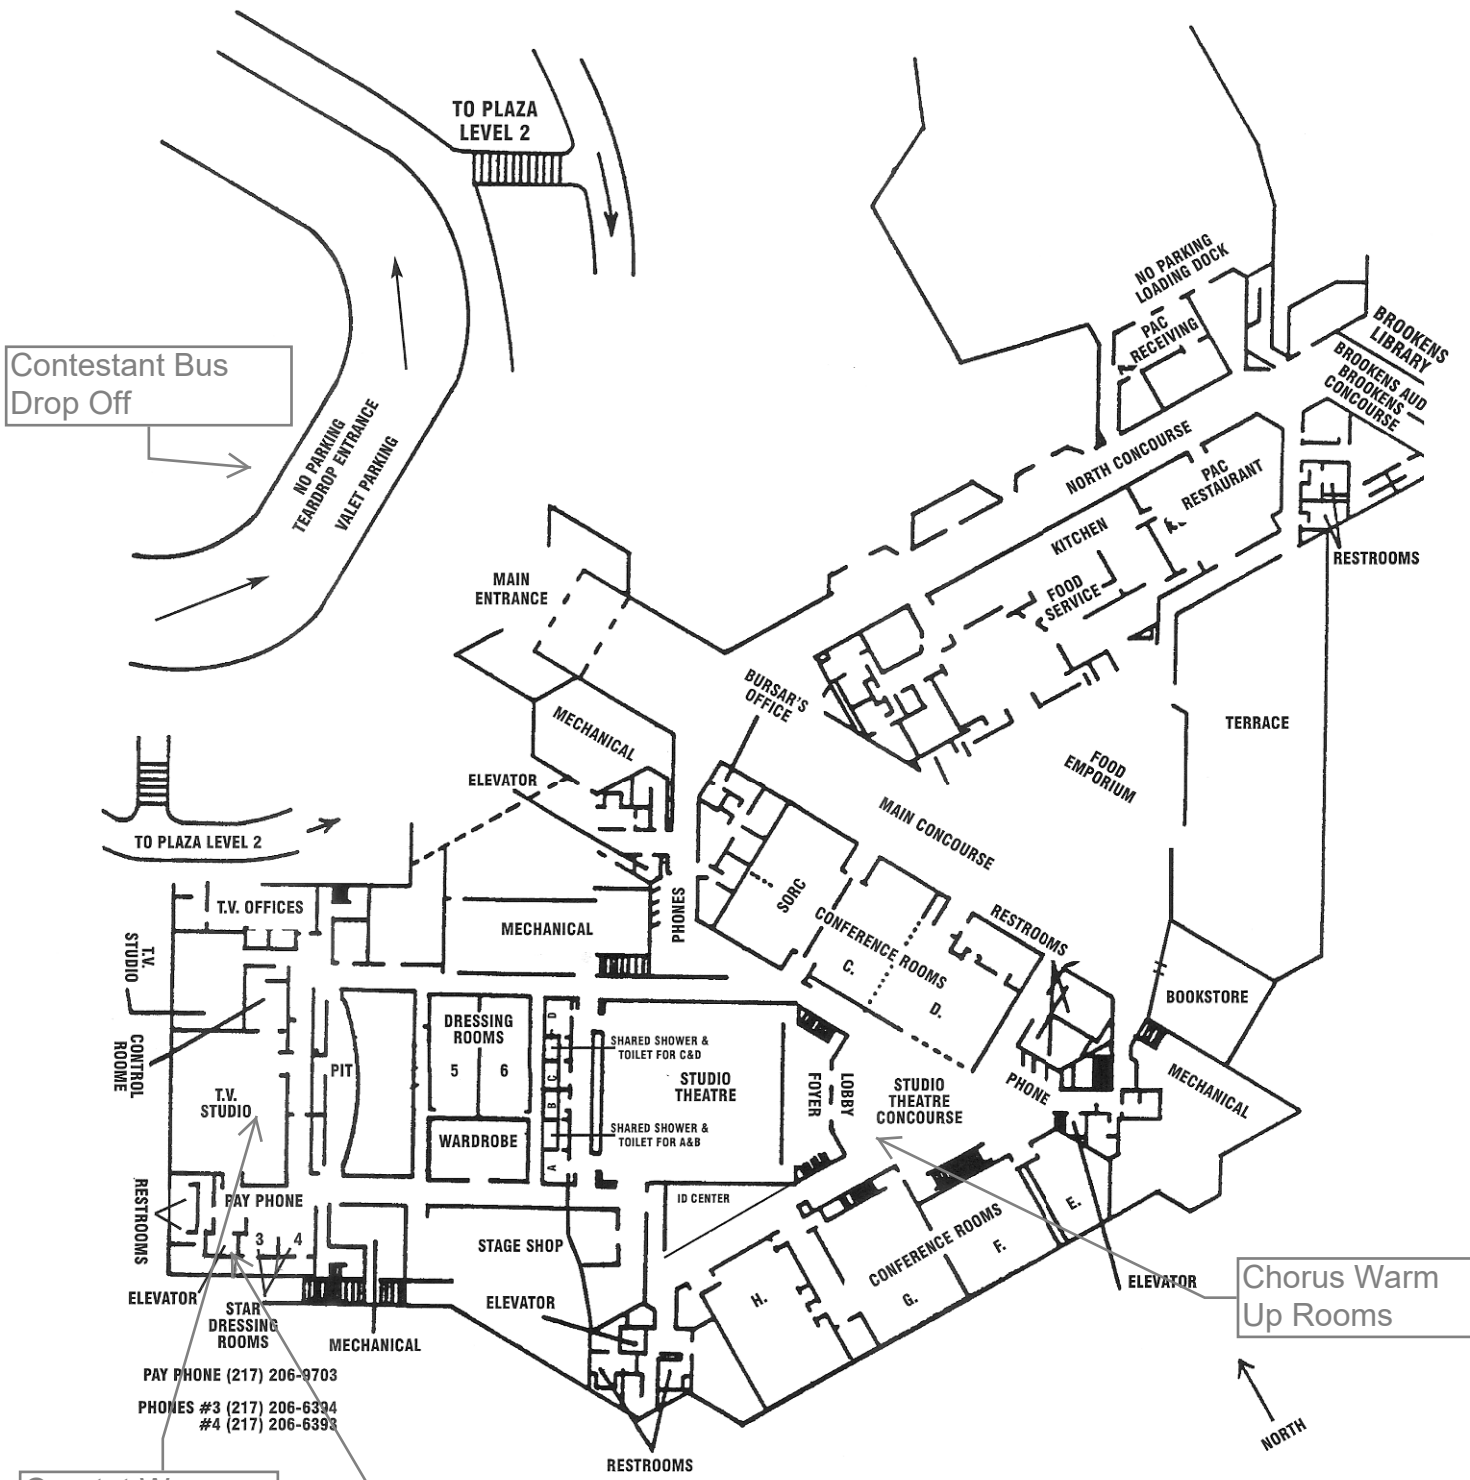 TO PLAZA
LEVEL 2
NO PARKING
LOADING DOCK
PAC
RECEIVING
BROOKENS
LIBRARY
BROOKENS AUD
BROOKENS
CONCOURSE
Contestant Bus
Drop Off
NO PARKING
TEARDROP ENTRANCE
VALET PARKING
NORTH CONCOURSE
PAC
RESTAURANT
KITCHEN
RESTROOMS
FOOD
SERVICE
MAIN
ENTRANCE
BURSAR'S
OFFICE
MECHANICAL
TERRACE
ELEVATOR
FOOD
EMPORIUM
MAIN CONCOURSE
TO PLAZA LEVEL 2
T.V. OFFICES
SORC
PHONES
MECHANICAL
CONFERENCE ROOMS
C.
D.
RESTROOMS
T.V.
STUDIO
BOOKSTORE
DRESSING
ROOMS
5
6
D
C
B
A
SHARED SHOWER &
TOILET FOR C&D
CONTROL
ROOME
PIT
STUDIO
THEATRE
LOBBY
FOYER
STUDIO
THEATRE
CONCOURSE
PHONE
MECHANICAL
T.V.
STUDIO
WARDROBE
SHARED SHOWER &
TOILET FOR A&B
RESTROOMS
PAY PHONE
ID CENTER
3
4
STAGE SHOP
CONFERENCE ROOMS
E.
F.
G.
H.
ELEVATOR
Chorus Warm
Up Rooms
ELEVATOR
STAR
DRESSING
ROOMS
ELEVATOR
MECHANICAL
PAY PHONE (217) 206-9703
PHONES #3 (217) 206-6394
#4 (217) 206-6393
NORTH
RESTROOMS